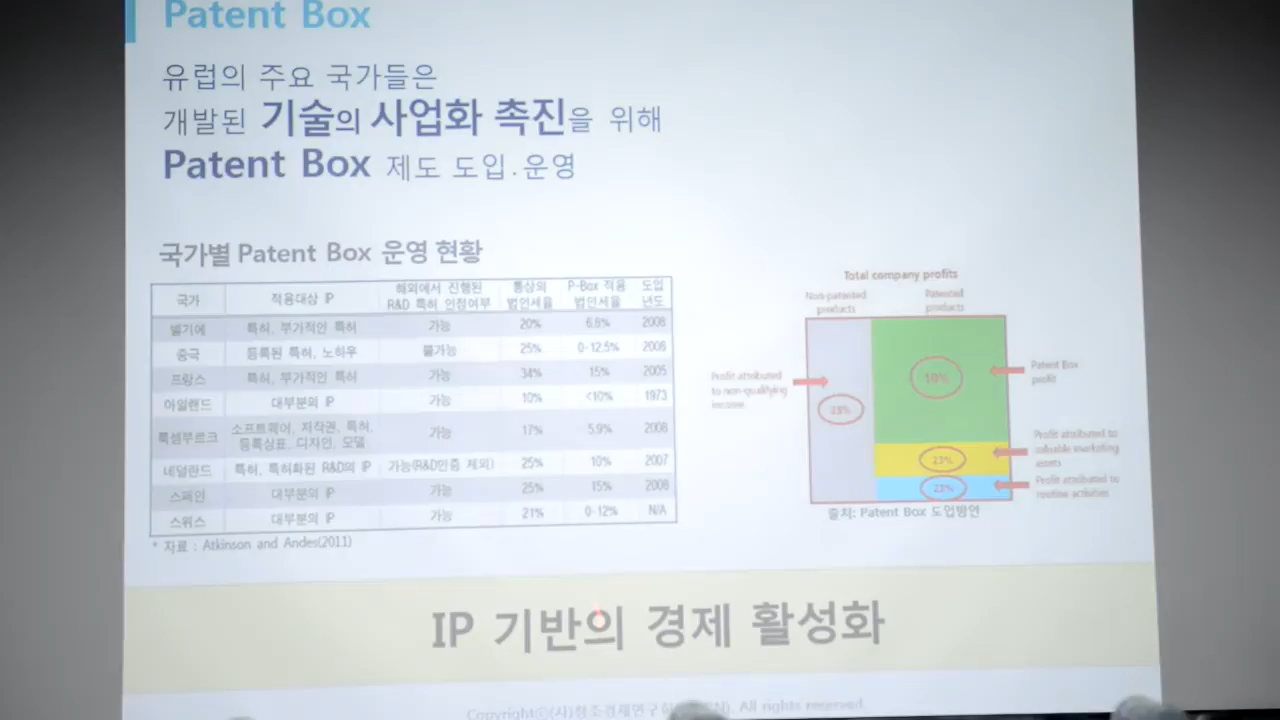 Patent Box
유럽의 주요 국가들은
개발된 기술의 사업화 촉진을 위해
Patent Box 제도 도입.운영
국가별 Patent Box 운영 현황
국가 적용대상 IP 해외에서 진행된 R&D 특허 인정여부 통상의 법인세율 P-Box 적용 법인세율 도입 년도
벨기에 특허, 부가적인 특허 가능 20% 6.8% 2008
중국 등록된 특허, 노하우 불가능 25% 0-12.5% 2008
프랑스 특허, 부가적인 특허 가능 34% 15% 2005
아일랜드 대부분의 IP 가능 10% <10% 1973
룩셈부르크 소프트웨어, 저작권, 특허, 등록상표, 디자인, 모델 가능 17% 5.9% 2008
네덜란드 특허, 특허화된 R&D의 IP 가능(R&D인증 제외) 25% 10% 2007
스페인 대부분의 IP 가능 25% 15% 2008
스위스 대부분의 IP 가능 21% 0-12% N/A
* 자료 : Atkinson and Andes(2011)
Total company profits
Non-patented products
Patented products
Profit attributed to non-qualifying income
10%
Patent Box profit
Profit attributed to valuable marketing assets
Profit attributed to routine activities
출처: Patent Box 도입방안
IP 기반의 경제 활성화
Copyrightⓒ(사)창조경제연구회 All rights reserved.